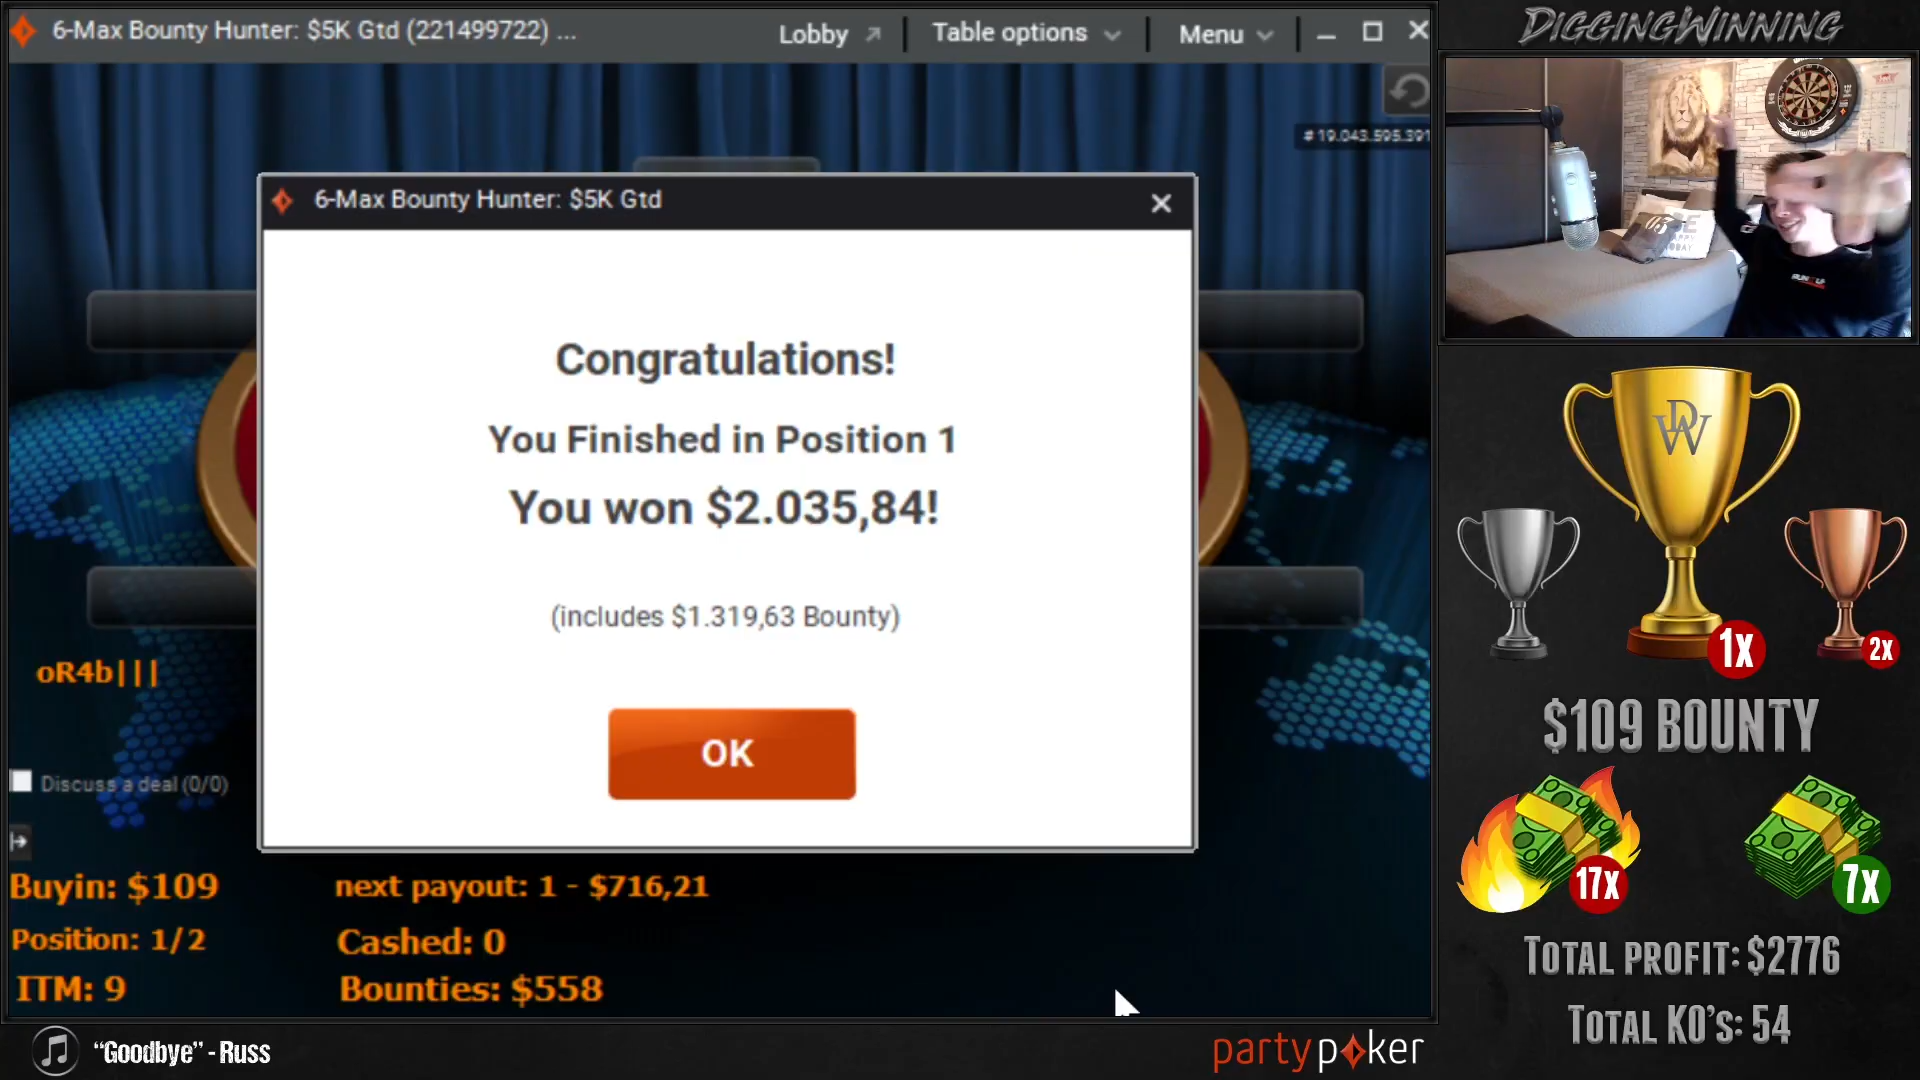 6-Max Bounty Hunter: $5K Gtd (221499722) ...
Lobby
Table options
Menu
#19.043.595.391
6-Max Bounty Hunter: $5K Gtd
Congratulations!
You Finished in Position 1
You won $2.035,84!
(includes $1.319,63 Bounty)
OK
oR4b|||
Discuss a deal (0/0)
Buyin: $109
next payout: 1 - $716,21
Position: 1/2
Cashed: 0
ITM: 9
Bounties: $558
"Goodbye" - Russ
partypoker
DiggingWinning
DW
1x
2x
$109 BOUNTY
17x
7x
TOTAL PROFIT: $2776
TOTAL KO'S: 54